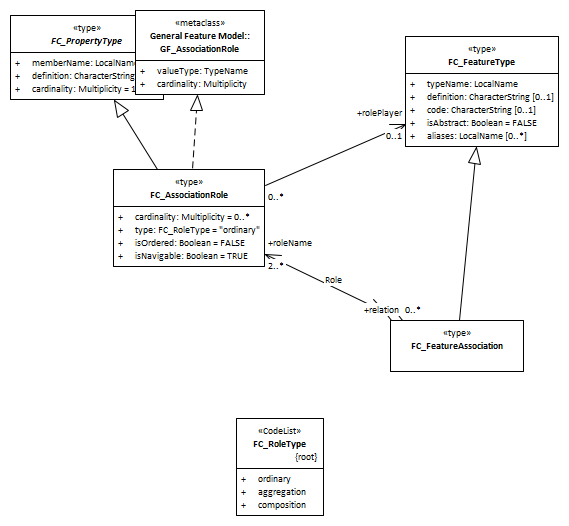 «type»
FC_PropertyType
+ memberName: LocalName
+ definition: CharacterString
+ cardinality: Multiplicity = 1
«metaclass»
General Feature Model::
GF_AssociationRole
+ valueType: TypeName
+ cardinality: Multiplicity
«type»
FC_FeatureType
+ typeName: LocalName
+ definition: CharacterString [0..1]
+ code: CharacterString [0..1]
+ isAbstract: Boolean = FALSE
+ aliases: LocalName [0..*]
+rolePlayer
0..1
«type»
FC_AssociationRole
+ cardinality: Multiplicity = 0..*
+ type: FC_RoleType = "ordinary"
+ isOrdered: Boolean = FALSE
+ isNavigable: Boolean = TRUE
0..*
+roleName
2..*
Role
+relation 0..*
«type»
FC_FeatureAssociation
«CodeList»
FC_RoleType
{root}
+ ordinary
+ aggregation
+ composition